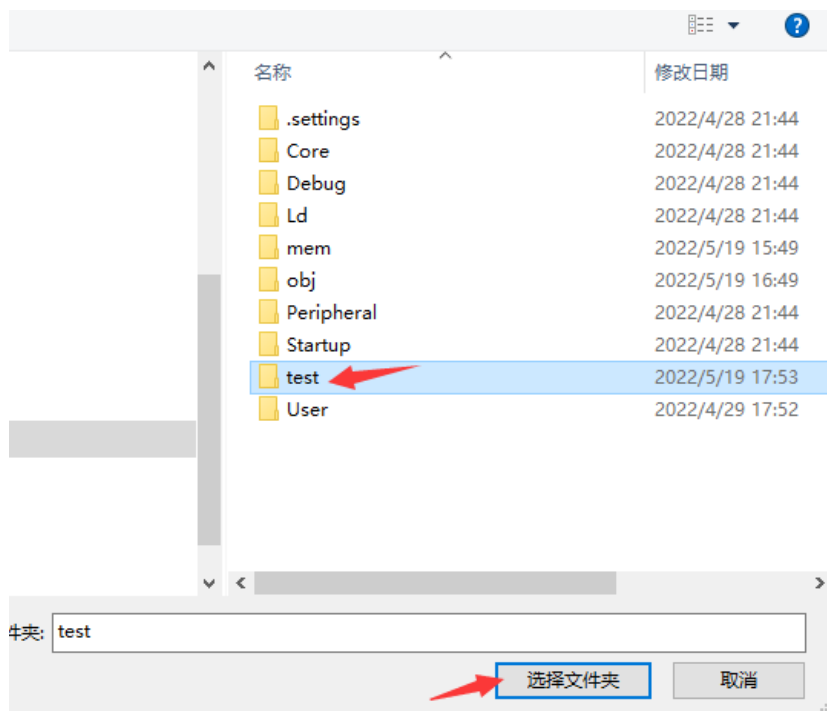 名称 修改日期
.settings 2022/4/28 21:44
Core 2022/4/28 21:44
Debug 2022/4/28 21:44
Ld 2022/4/28 21:44
mem 2022/5/19 15:49
obj 2022/5/19 16:49
Peripheral 2022/4/28 21:44
Startup 2022/4/28 21:44
test 2022/5/19 17:53
User 2022/4/29 17:52
件夹: test
选择文件夹 取消